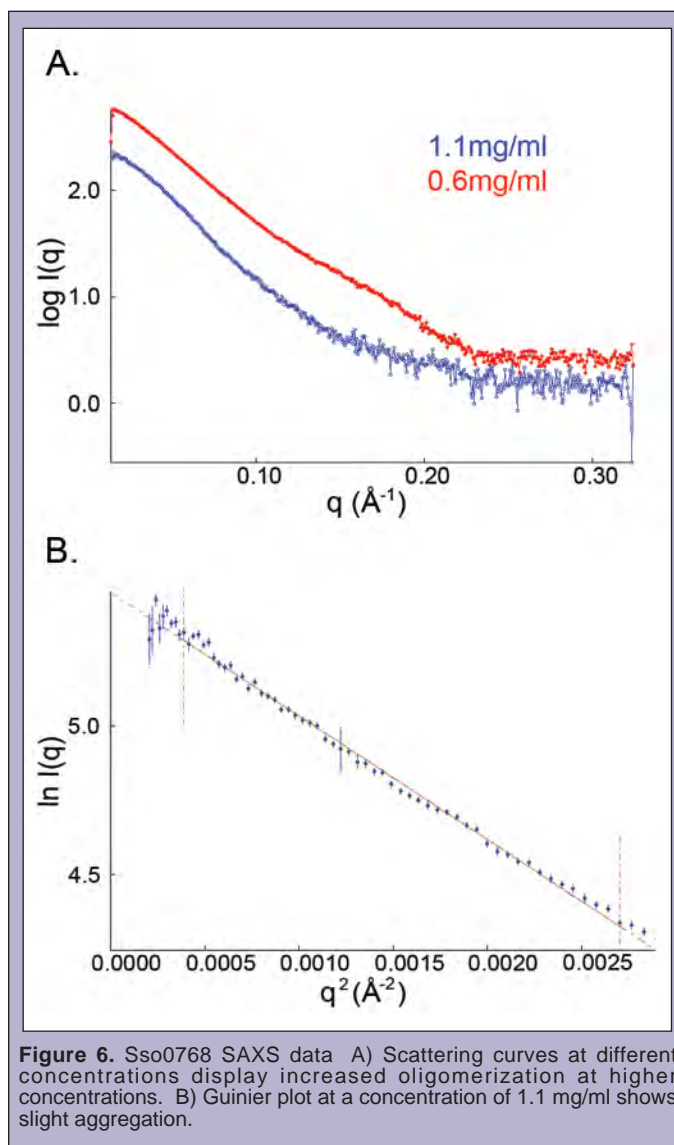 A.
1.1mg/ml
0.6mg/ml
2.0
1.0
0.0
log I(q)
0.10
0.20
0.30
q (Å-1)
B.
5.0
4.5
ln I(q)
0.0000
0.0005
0.0010
0.0015
0.0020
0.0025
q2(Å-2)
Figure 6. Sso0768 SAXS data A) Scattering curves at different
concentrations display increased oligomerization at higher
concentrations. B) Guinier plot at a concentration of 1.1 mg/ml shows
slight aggregation.